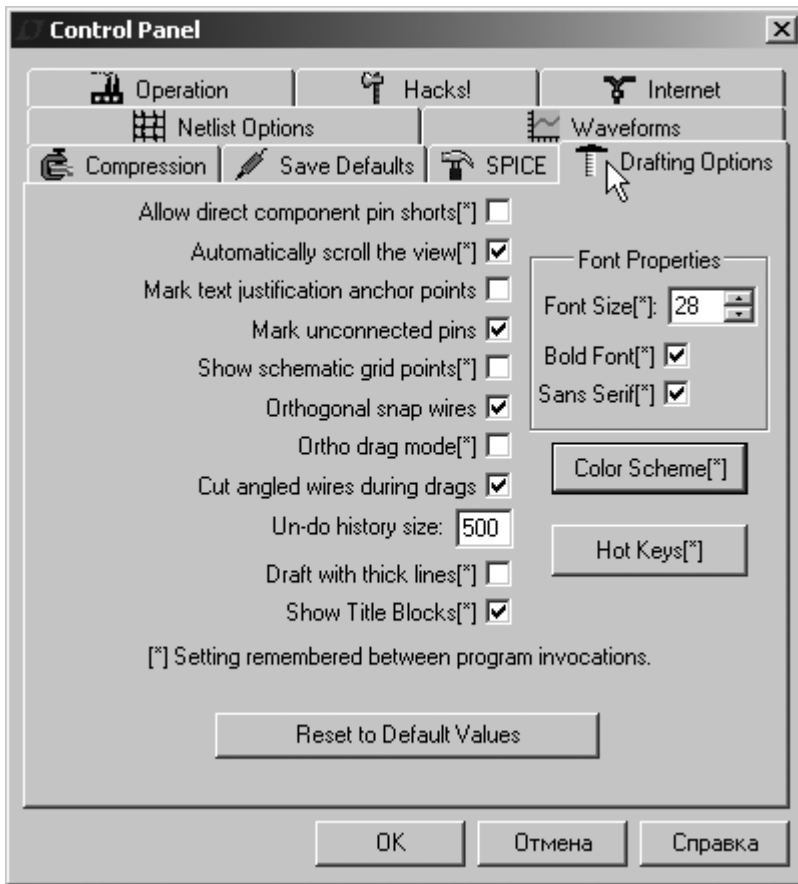 Control Panel
Operation
Hacks!
Internet
Netlist Options
Waveforms
Compression
Save Defaults
SPICE
Drafting Options
Allow direct component pin shorts[*]
Automatically scroll the view[*]
Mark text justification anchor points
Mark unconnected pins
Show schematic grid points[*]
Orthogonal snap wires
Ortho drag mode[*]
Cut angled wires during drags
Un-do history size: 500
Draft with thick lines[*]
Show Title Blocks[*]
Font Properties
Font Size[*]: 28
Bold Font[*]
Sans Serif[*]
Color Scheme[*]
Hot Keys[*]
[*] Setting remembered between program invocations.
Reset to Default Values
OK
Отмена
Справка